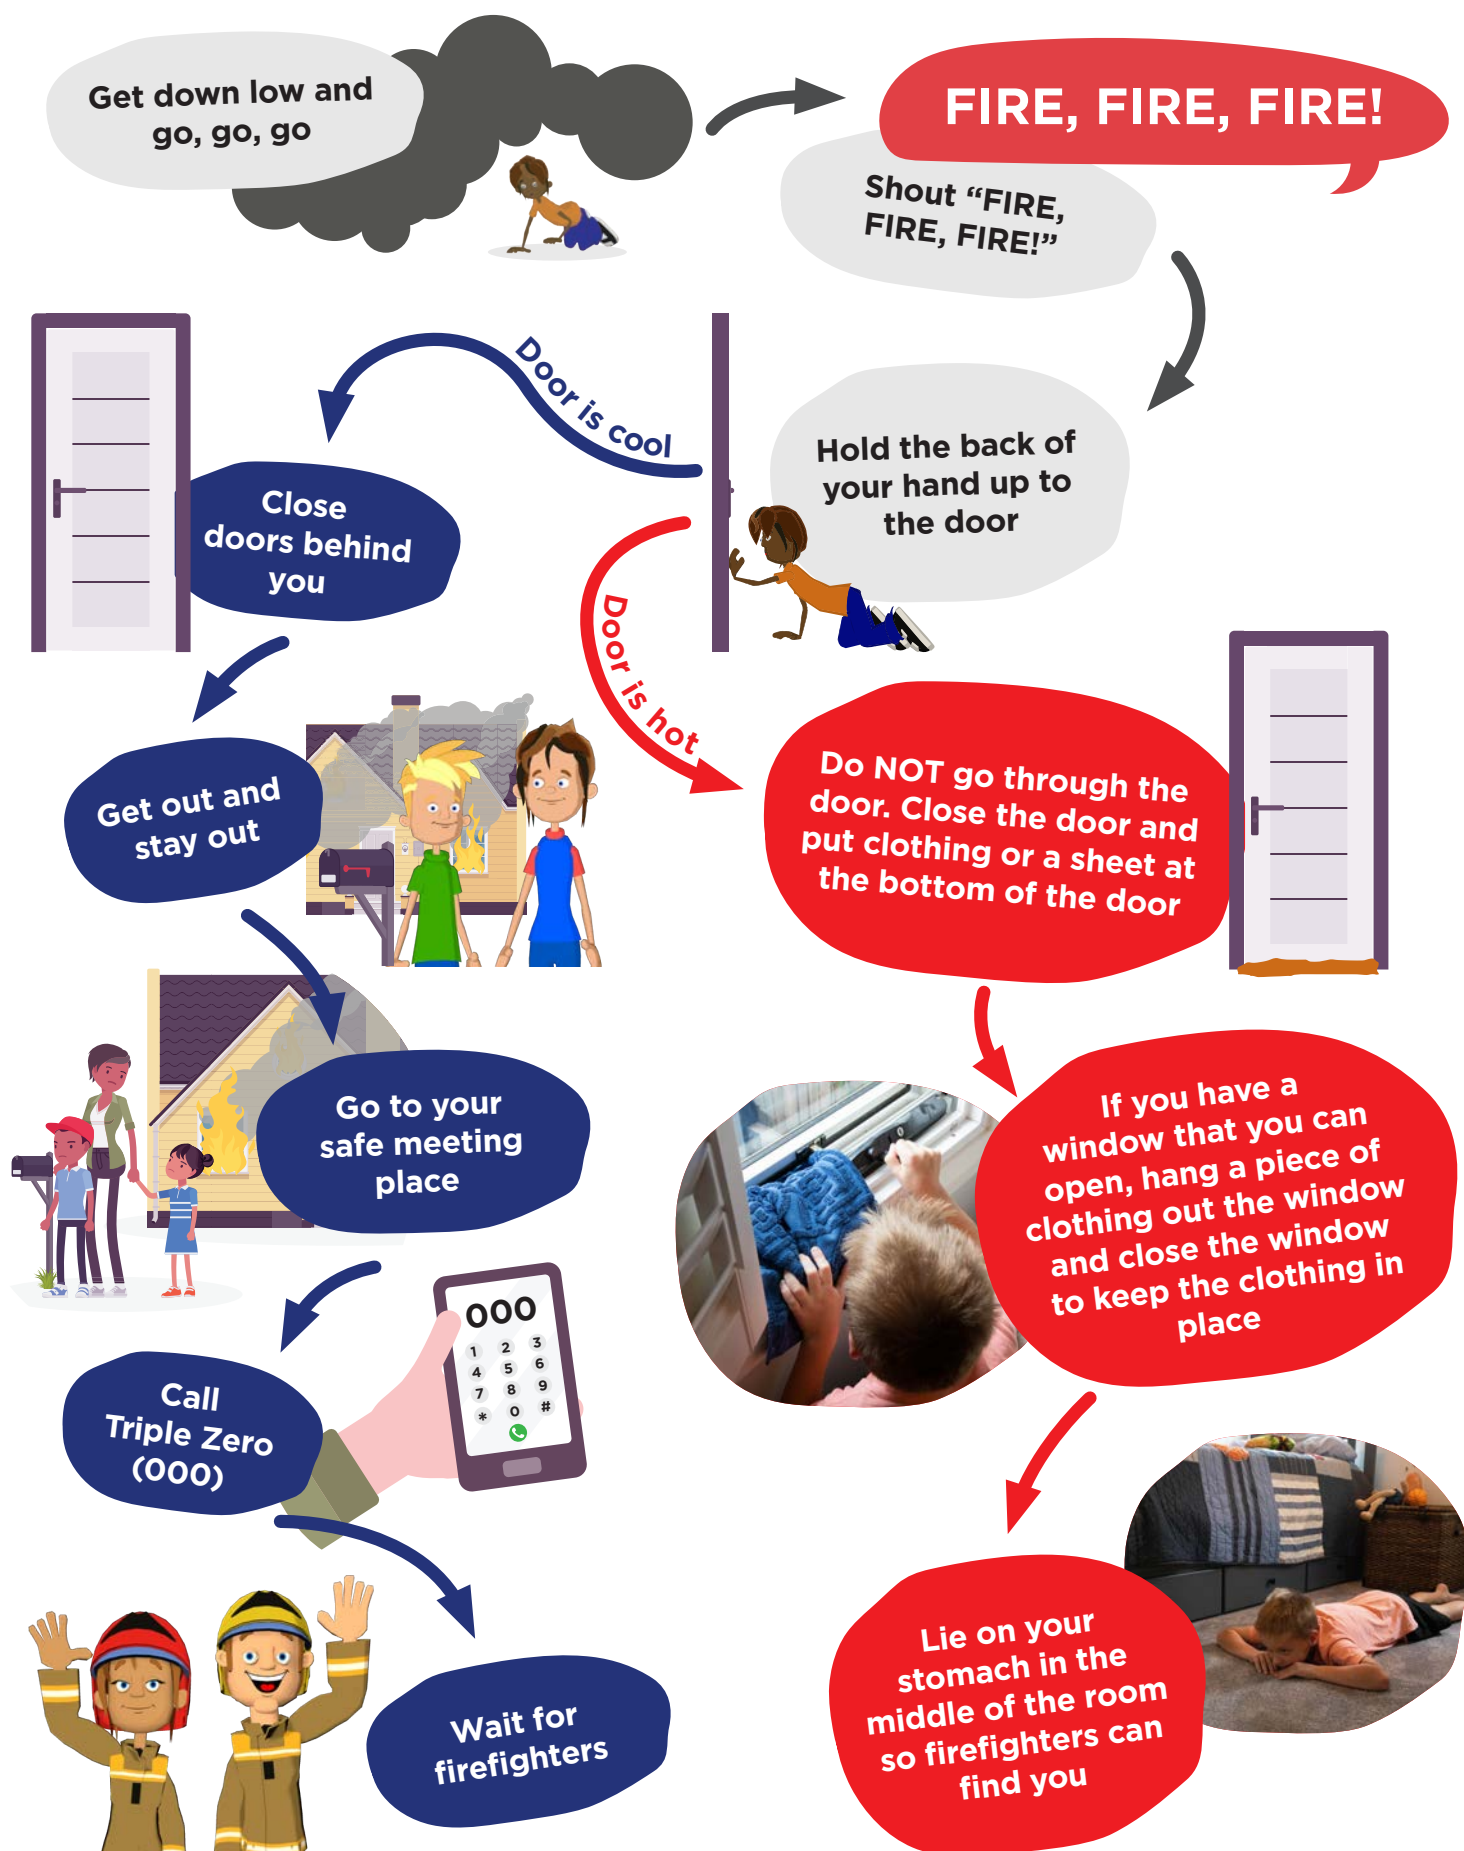 Get down low and
go, go, go
FIRE, FIRE, FIRE!
Shout “FIRE,
FIRE, FIRE!”
Hold the back of
your hand up to
the door
Door is cool
Close
doors behind
you
Get out and
stay out
Go to your
safe meeting
place
000
1 2 3
4 5 6
7 8 9
* 0 #
Call
Triple Zero
(000)
Wait for
firefighters
Door is hot
Do NOT go through the
door. Close the door and
put clothing or a sheet at
the bottom of the door
If you have a
window that you can
open, hang a piece of
clothing out the window
and close the window
to keep the clothing in
place
Lie on your
stomach in the
middle of the room
so firefighters can
find you